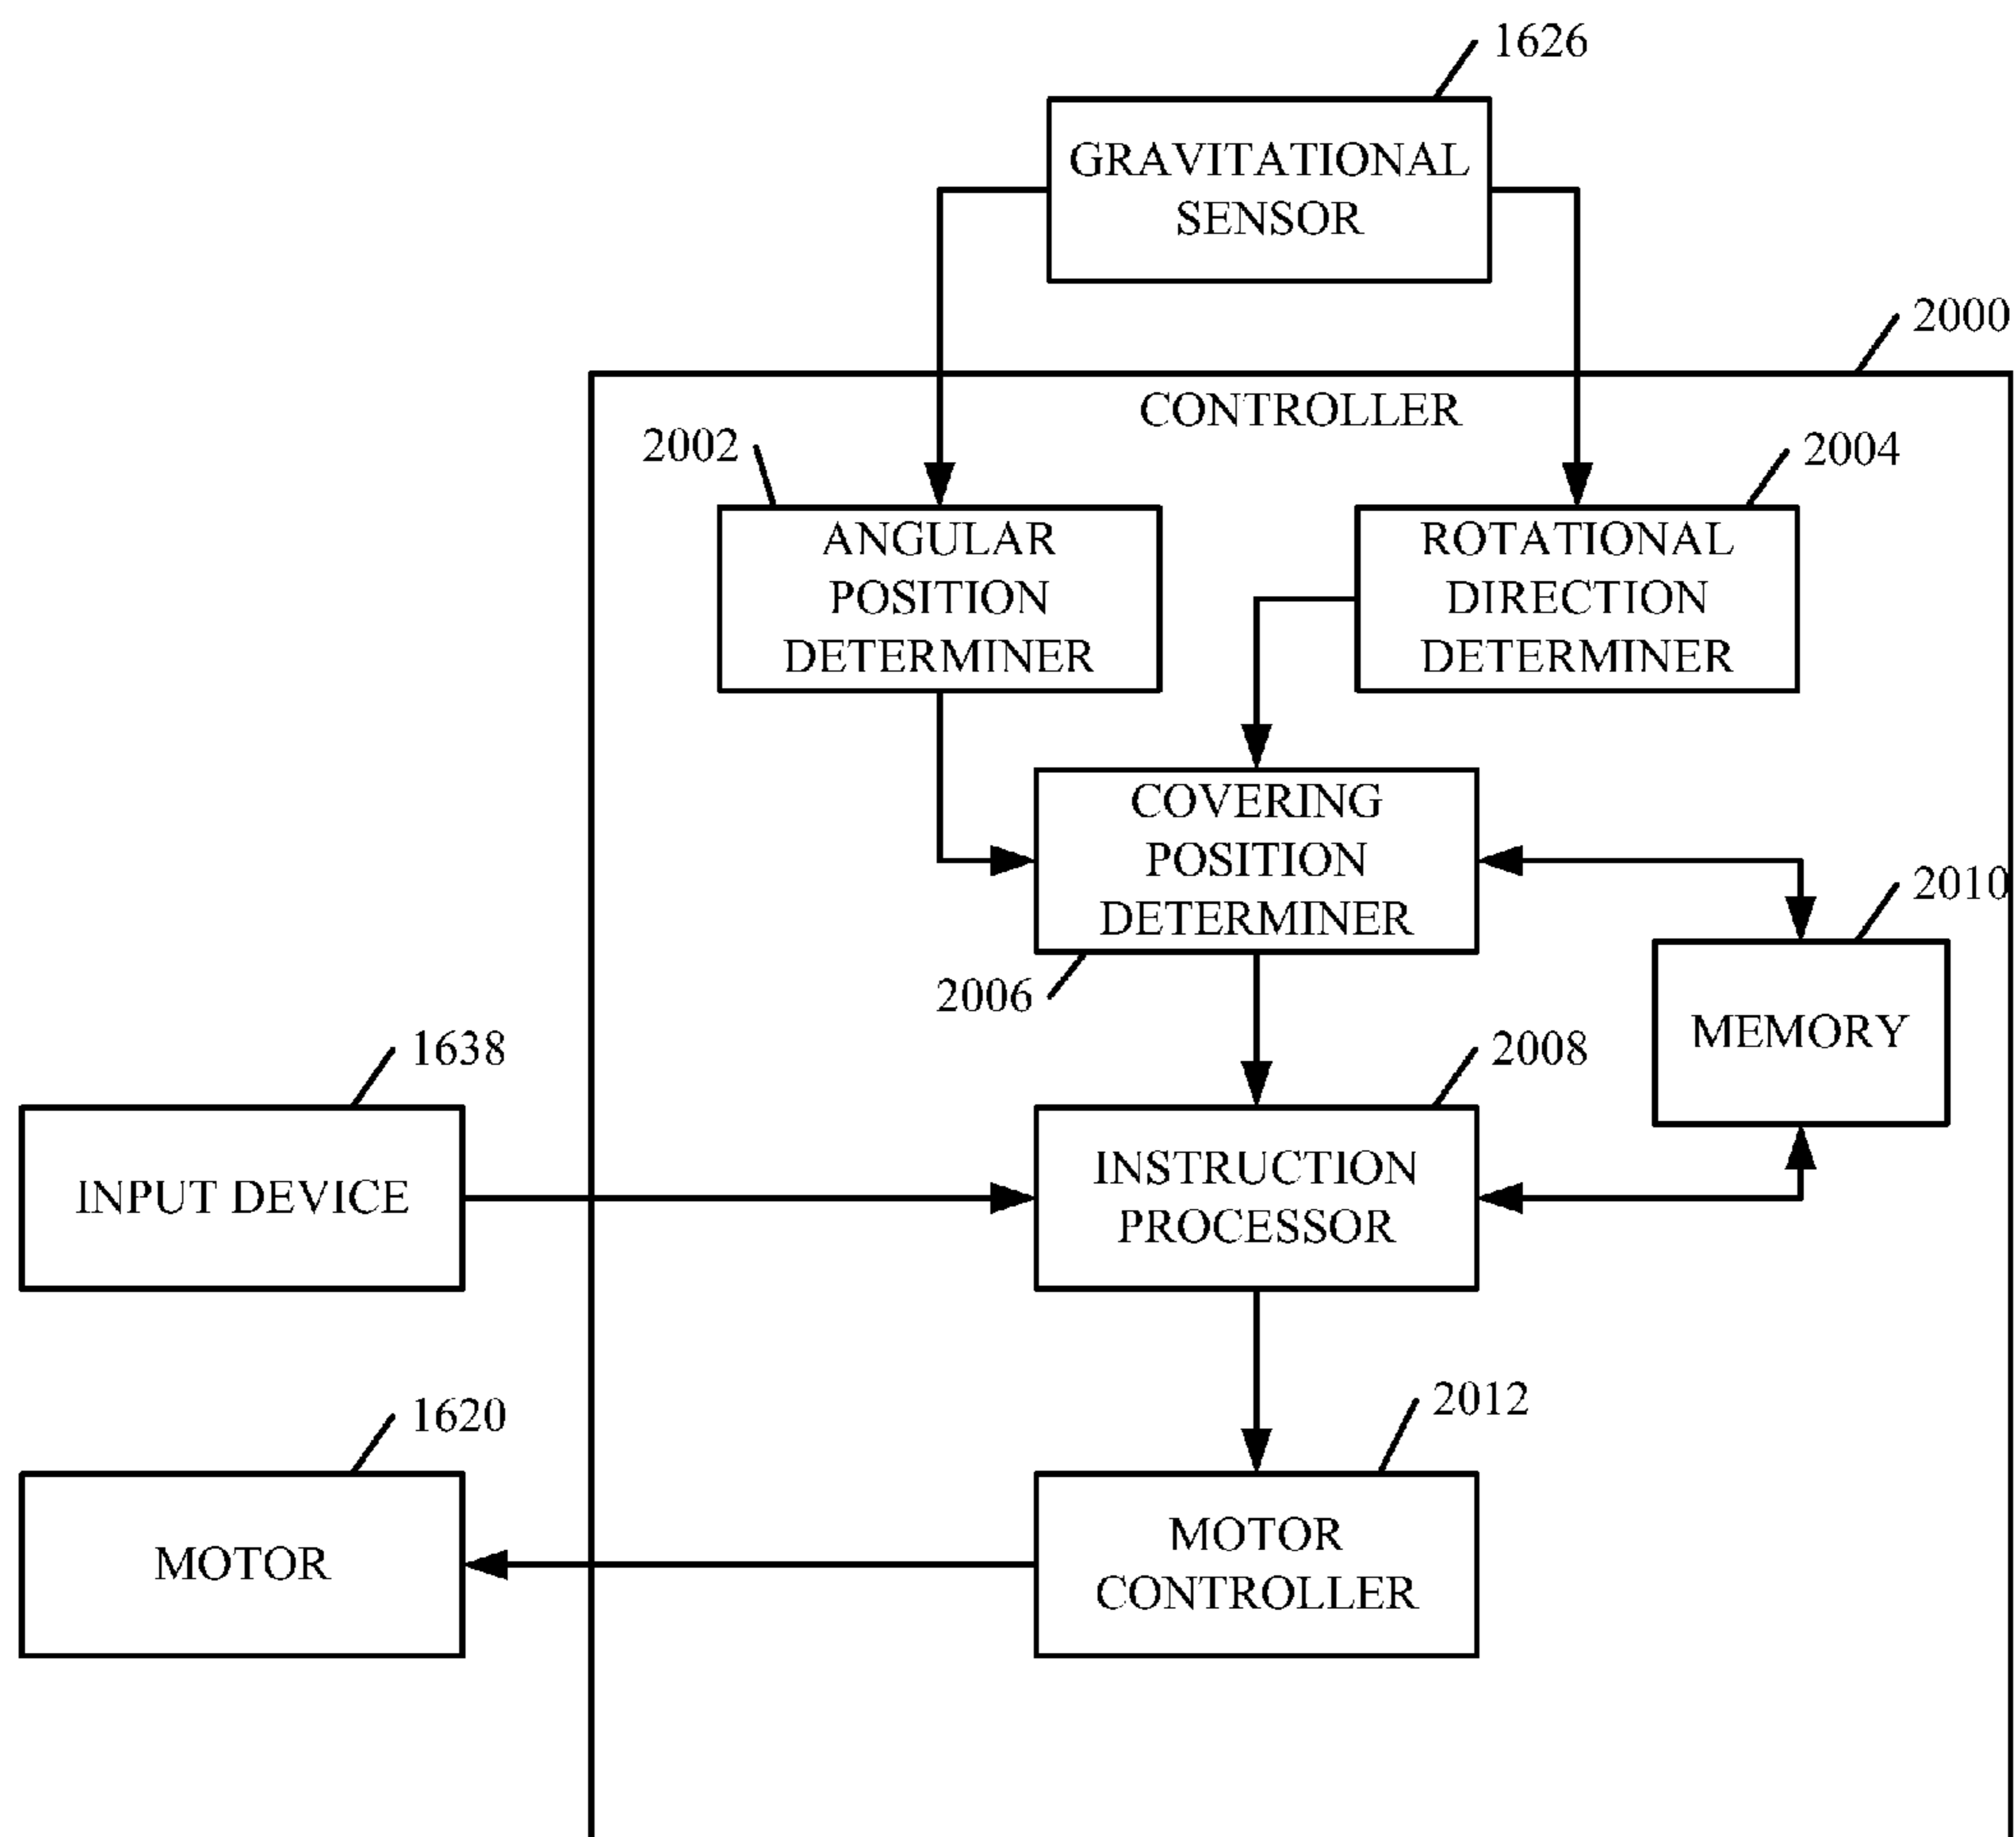 1626
GRAVITATIONAL
SENSOR
2000
CONTROLLER
2002
2004
ANGULAR
POSITION
DETERMINER
ROTATIONAL
DIRECTION
DETERMINER
COVERING
POSITION
DETERMINER
2006
2010
MEMORY
1638
INPUT DEVICE
2008
INSTRUCTION
PROCESSOR
1620
MOTOR
2012
MOTOR
CONTROLLER